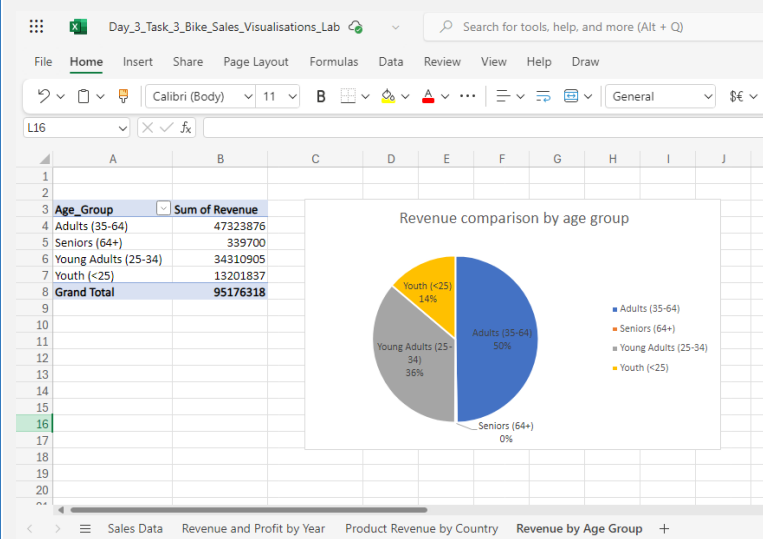 Day_3_Task_3_Bike_Sales_Visualisations_Lab
Search for tools, help, and more (Alt + Q)
File Home Insert Share Page Layout Formulas Data Review View Help Draw
Calibri (Body) 11 B A General $€
L16 fx
A B C D E F G H I J
1
2
3 Age_Group Sum of Revenue
4 Adults (35-64) 47323876
5 Seniors (64+) 339700
6 Young Adults (25-34) 34310905
7 Youth (<25) 13201837
8 Grand Total 95176318
9
10
11
12
13
14
15
16
17
18
19
20
Revenue comparison by age group
Youth (<25)
14%
Adults (35-64)
50%
Young Adults (25-
34)
36%
Seniors (64+)
0%
Adults (35-64)
Seniors (64+)
Young Adults (25-34)
Youth (<25)
Sales Data Revenue and Profit by Year Product Revenue by Country Revenue by Age Group